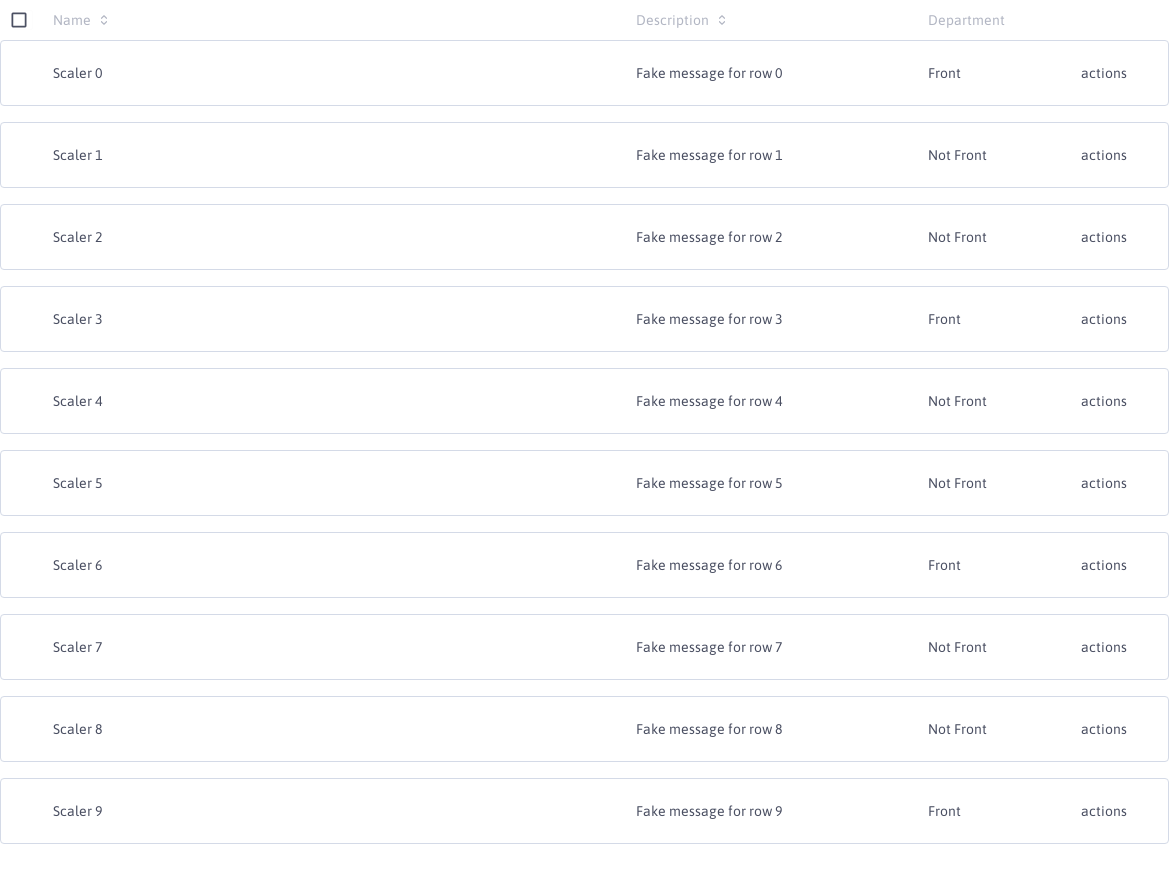 Name Description Department
Scaler 0 Fake message for row 0 Front actions
Scaler 1 Fake message for row 1 Not Front actions
Scaler 2 Fake message for row 2 Not Front actions
Scaler 3 Fake message for row 3 Front actions
Scaler 4 Fake message for row 4 Not Front actions
Scaler 5 Fake message for row 5 Not Front actions
Scaler 6 Fake message for row 6 Front actions
Scaler 7 Fake message for row 7 Not Front actions
Scaler 8 Fake message for row 8 Not Front actions
Scaler 9 Fake message for row 9 Front actions